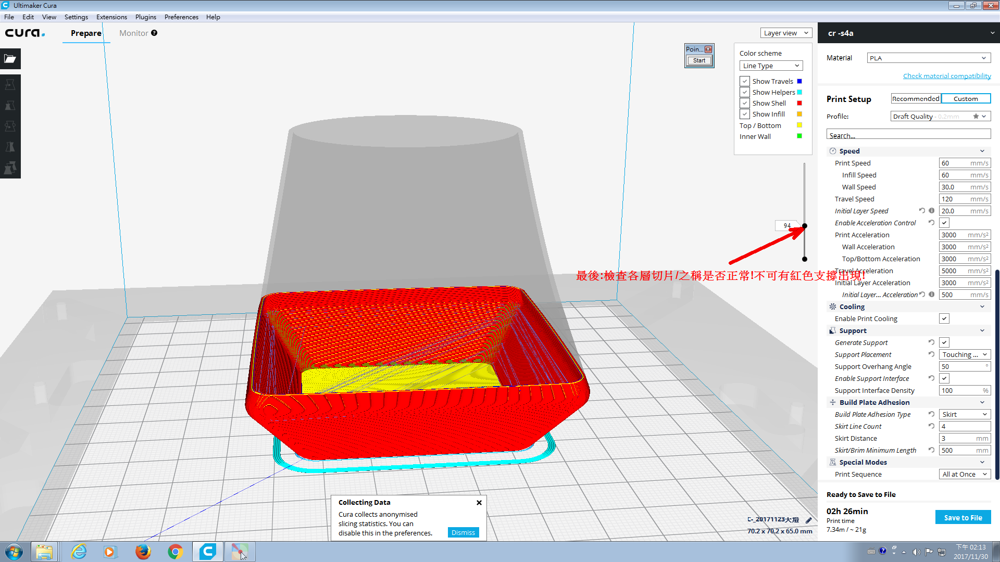 Ultimaker Cura
File Edit View Settings Extensions Plugins Preferences Help
cura. Prepare Monitor ?
Layer view
Poin...
Start
Color scheme
Line Type
Show Travels
Show Helpers
Show Shell
Show Infill
Top / Bottom
Inner Wall
94
最後:檢查各層切片/之稱是否正常!不可有紅色支撐出現!
cr -s4a
Material PLA
Check material compatibility
Print Setup Recommended Custom
Profile: Draft Quality - 0.2mm
Search...
Speed
Print Speed 60 mm/s
Infill Speed 60 mm/s
Wall Speed 30.0 mm/s
Travel Speed 120 mm/s
Initial Layer Speed 20.0 mm/s
Enable Acceleration Control
Print Acceleration 3000 mm/s²
Wall Acceleration 3000 mm/s²
Top/Bottom Acceleration 3000 mm/s²
Travel Acceleration 5000 mm/s²
Initial Layer Acceleration 3000 mm/s²
Initial Layer... Acceleration 500 mm/s
Cooling
Enable Print Cooling
Support
Generate Support
Support Placement Touching ...
Support Overhang Angle 50 °
Enable Support Interface
Support Interface Density 100 %
Build Plate Adhesion
Build Plate Adhesion Type Skirt
Skirt Line Count 4
Skirt Distance 3 mm
Skirt/Brim Minimum Length 500 mm
Special Modes
Print Sequence All at Once
Ready to Save to File
02h 26min
Print time
7.34m / ~ 21g
Save to File
Collecting Data
Cura collects anonymised
slicing statistics. You can
disable this in the preferences.
Dismiss
C-_20171123大燈
70.2 x 70.2 x 65.0 mm
下午 02:13
2017/11/30